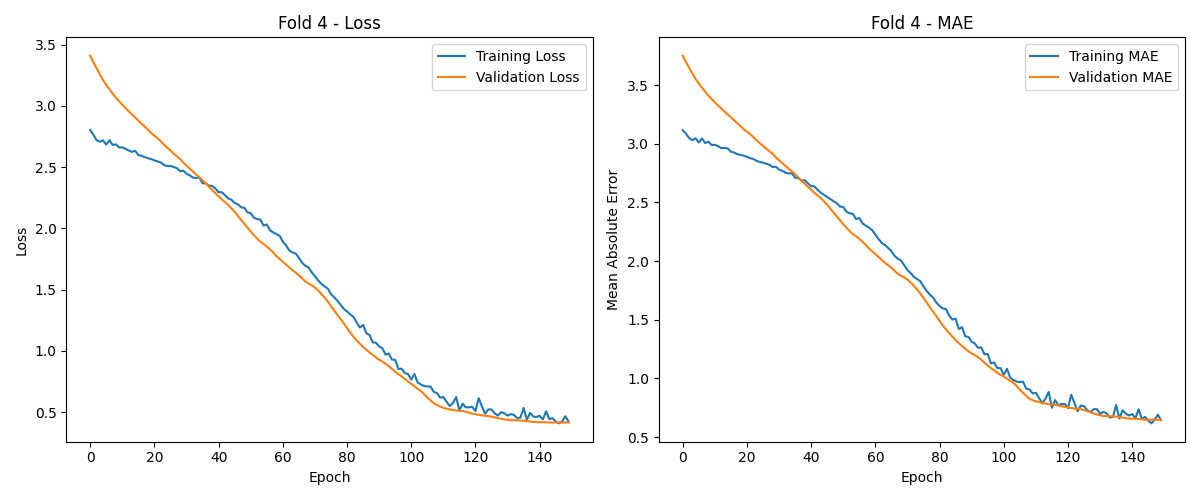 Fold 4 - Loss
Training Loss
Validation Loss
3.5
3.0
2.5
2.0
1.5
1.0
0.5
Loss
0 20 40 60 80 100 120 140
Epoch
Fold 4 - MAE
Training MAE
Validation MAE
3.5
3.0
2.5
2.0
1.5
1.0
0.5
Mean Absolute Error
0 20 40 60 80 100 120 140
Epoch